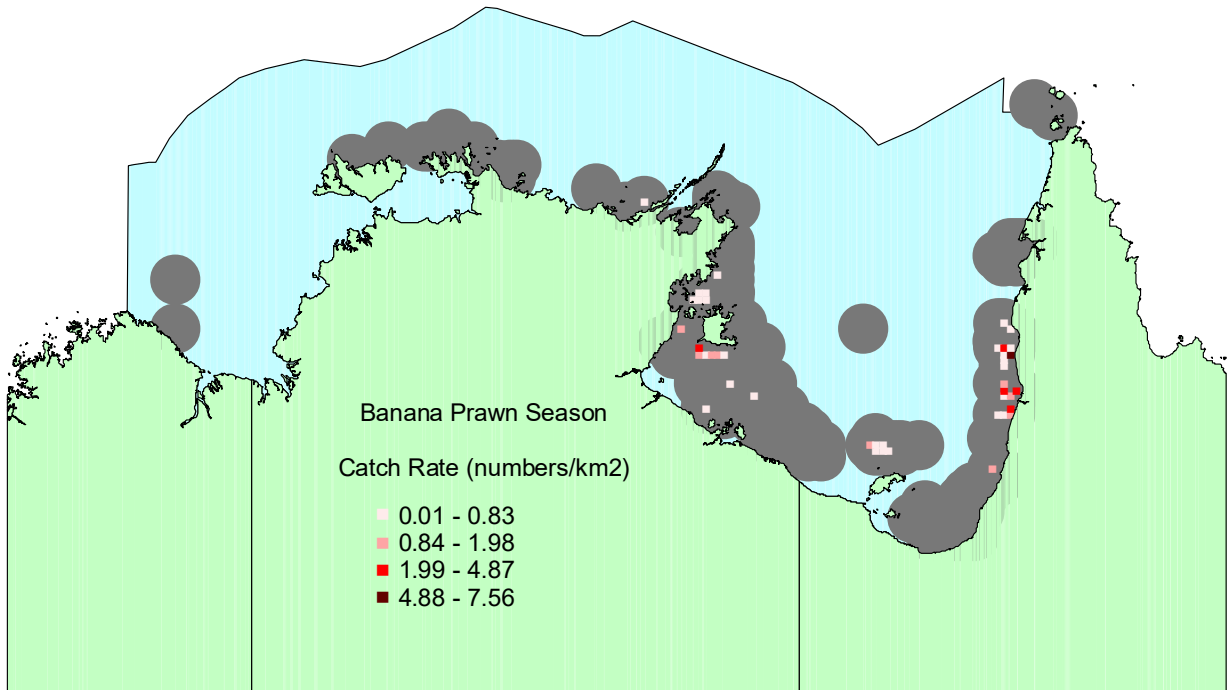 Banana Prawn Season
Catch Rate (numbers/km2)
0.01 - 0.83
0.84 - 1.98
1.99 - 4.87
4.88 - 7.56